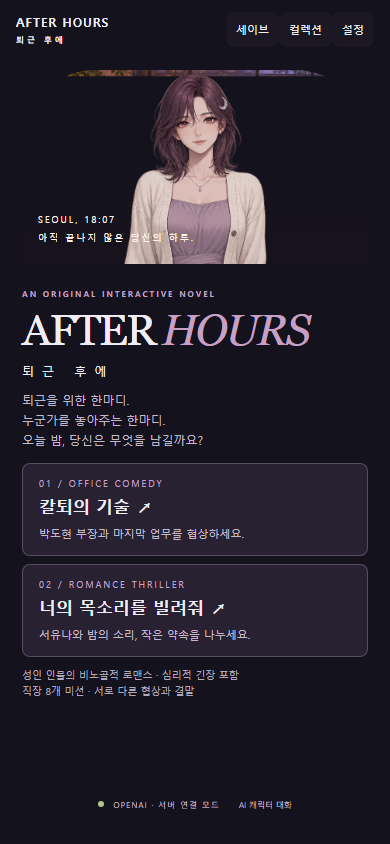 AFTER HOURS
퇴근 후에
세이브 컬렉션 설정
SEOUL, 18:07
아직 끝나지 않은 당신의 하루.
AN ORIGINAL INTERACTIVE NOVEL
AFTER HOURS
퇴근 후에
퇴근을 위한 한마디.
누군가를 놓아주는 한마디.
오늘 밤, 당신은 무엇을 남길까요?
01 / OFFICE COMEDY
칼퇴의 기술 ↗
박도현 부장과 마지막 업무를 협상하세요.
02 / ROMANCE THRILLER
너의 목소리를 빌려줘 ↗
서유나와 밤의 소리, 작은 약속을 나누세요.
성인 인물의 비노골적 로맨스 · 심리적 긴장 포함
직장 8개 미션 · 서로 다른 협상과 결말
OPENAI · 서버 연결 모드 AI 캐릭터 대화